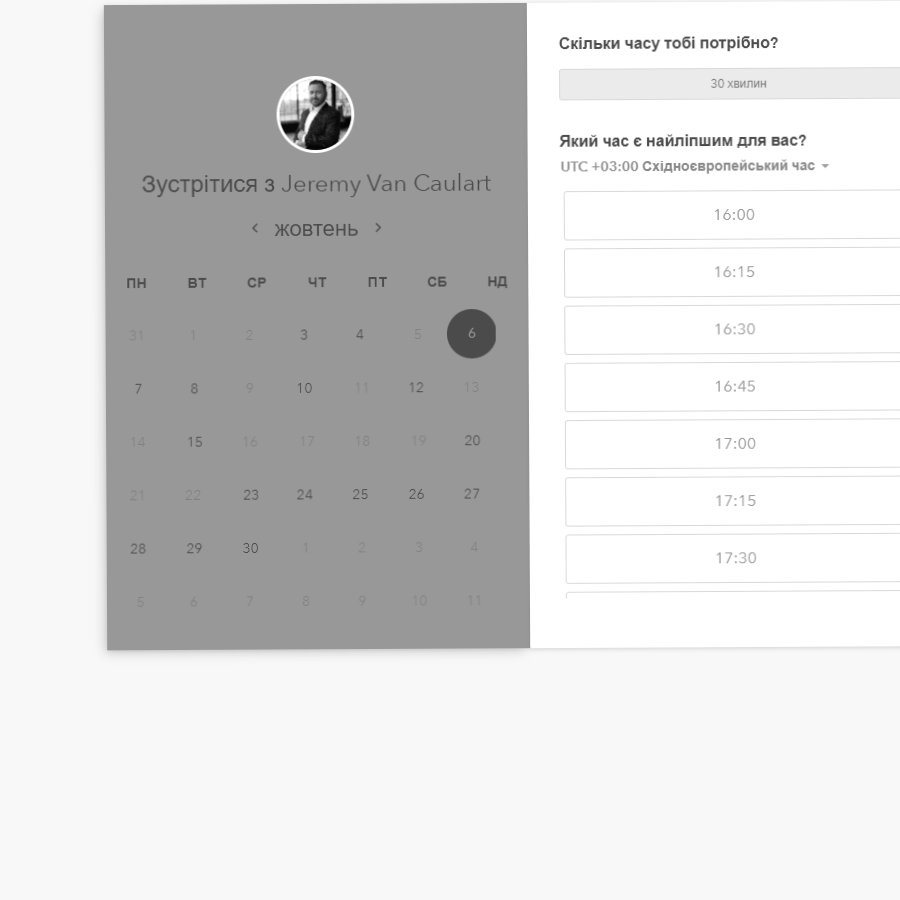 Зустрітися з Jeremy Van Caulart
‹ жовтень ›
ПН ВТ СР ЧТ ПТ СБ НД
31 1 2 3 4 5 6
7 8 9 10 11 12 13
14 15 16 17 18 19 20
21 22 23 24 25 26 27
28 29 30 1 2 3 4
5 6 7 8 9 10 11
Скільки часу тобі потрібно?
30 хвилин
Який час є найліпшим для вас?
UTC +03:00 Східноєвропейський час
16:00
16:15
16:30
16:45
17:00
17:15
17:30